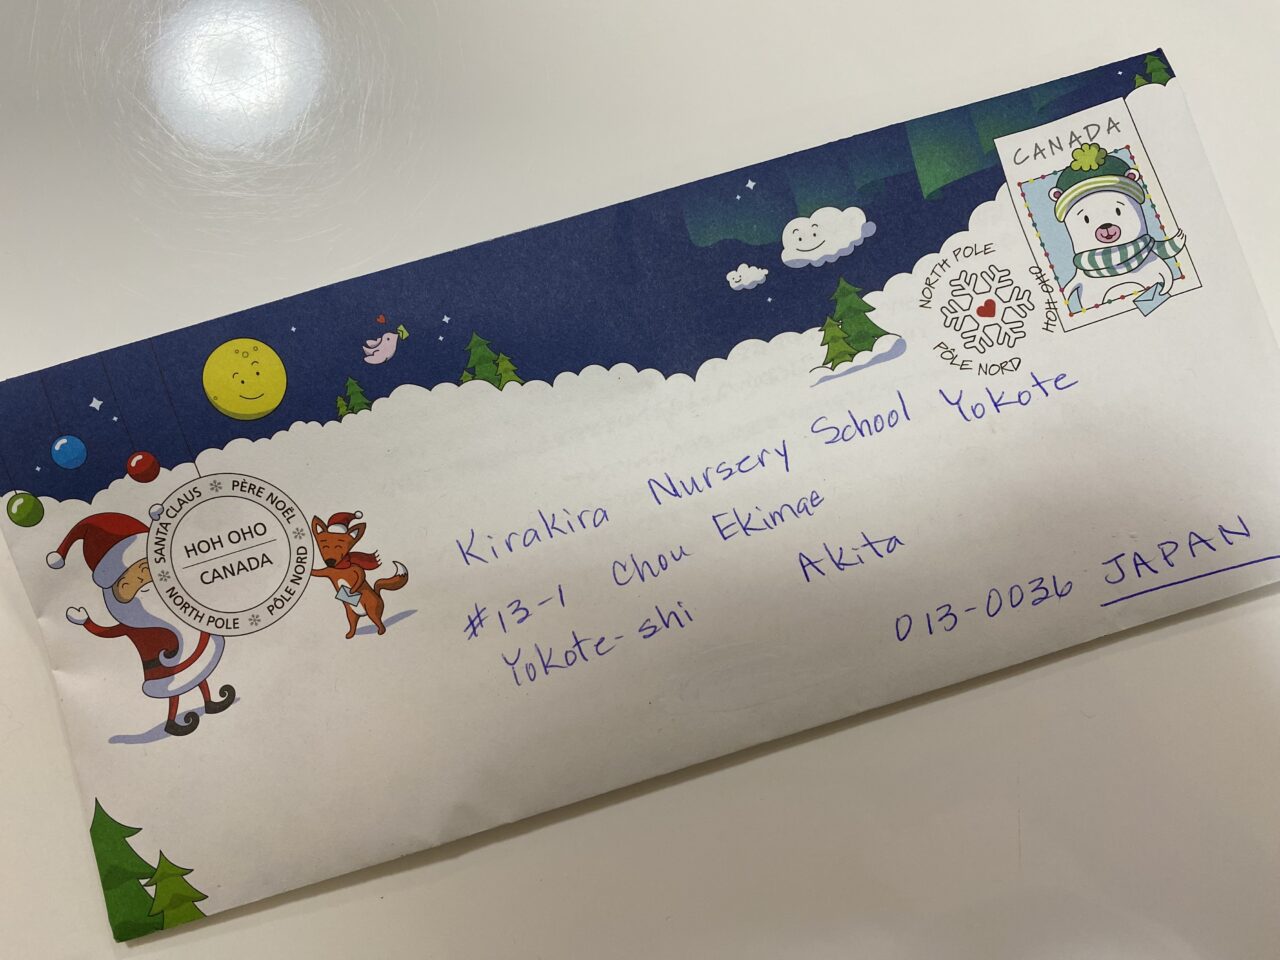 CANADA
NORTH POLE
HOH OHO
PÔLE NORD
SANTA CLAUS * PÈRE NOËL
HOH OHO
CANADA
NORTH POLE * PÔLE NORD
Kirakira Nursery School Yokote
#13-1 Chou Ekimae
Yokote-shi Akita
013-0036 JAPAN